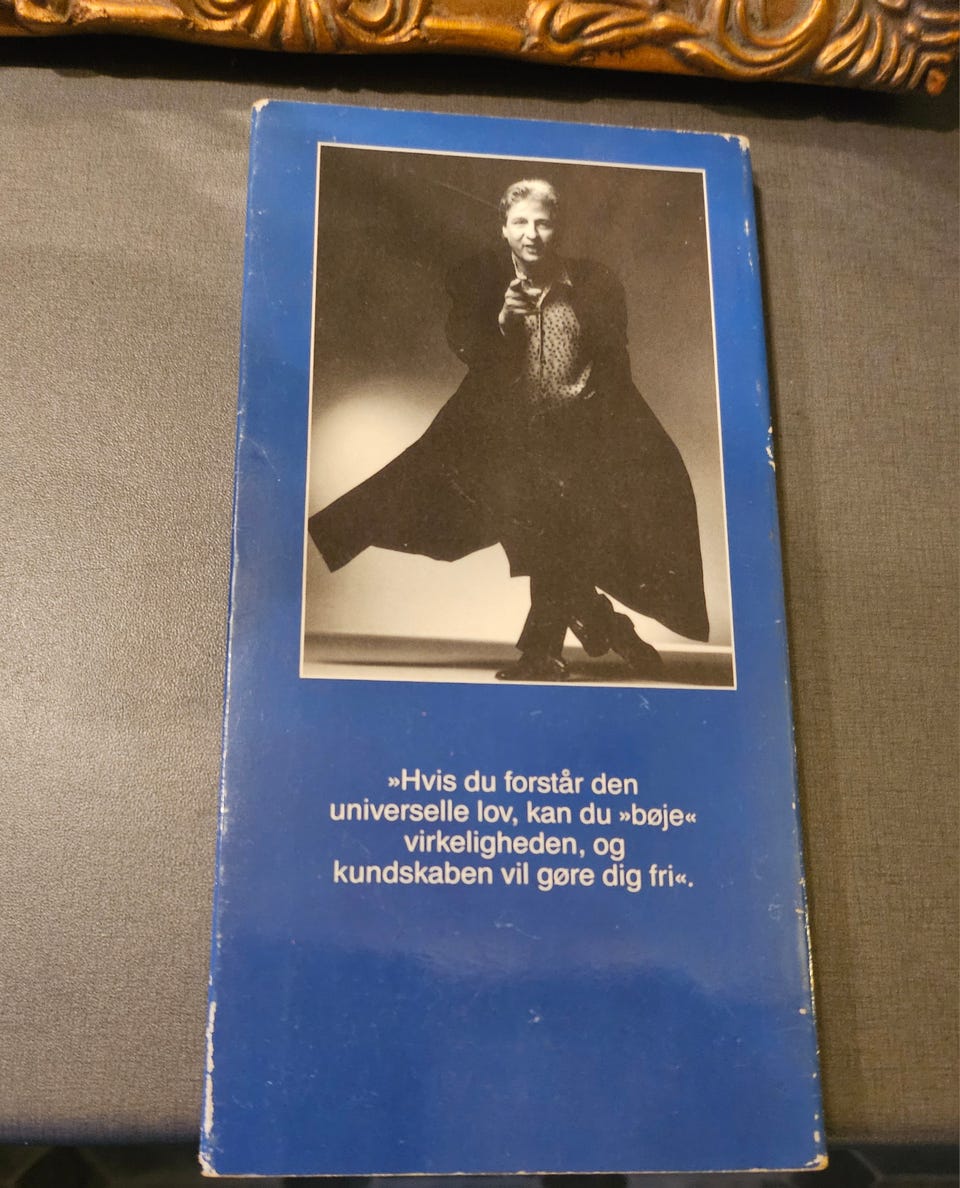 »Hvis du forstår den
universelle lov, kan du »bøje«
virkeligheden, og
kundskaben vil gøre dig fri«.